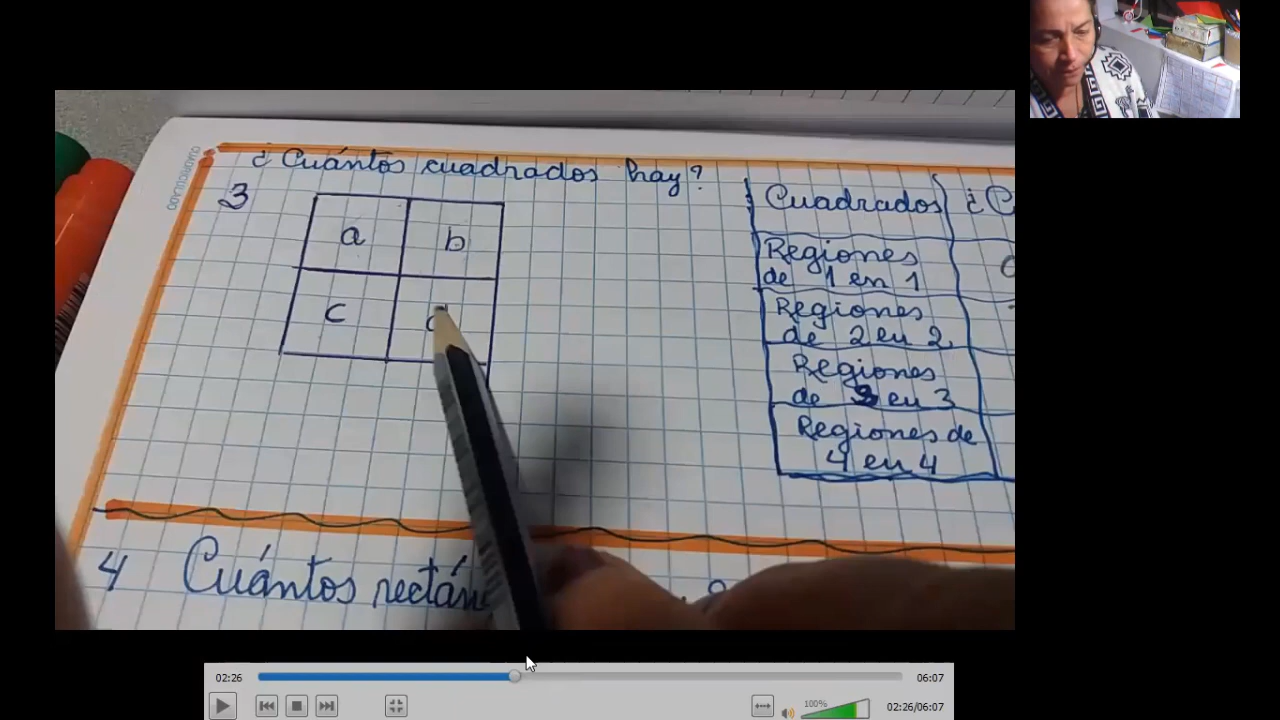 ¿Cuántos cuadrados hay?
3
a b
c
Cuadrados
Regiones
de 1 en 1
Regiones
de 2 en 2
Regiones
de 3 en 3
Regiones de
4 en 4
4 Cuántos
CUADRICULADO
02:26
06:07
100%
02:26/06:07